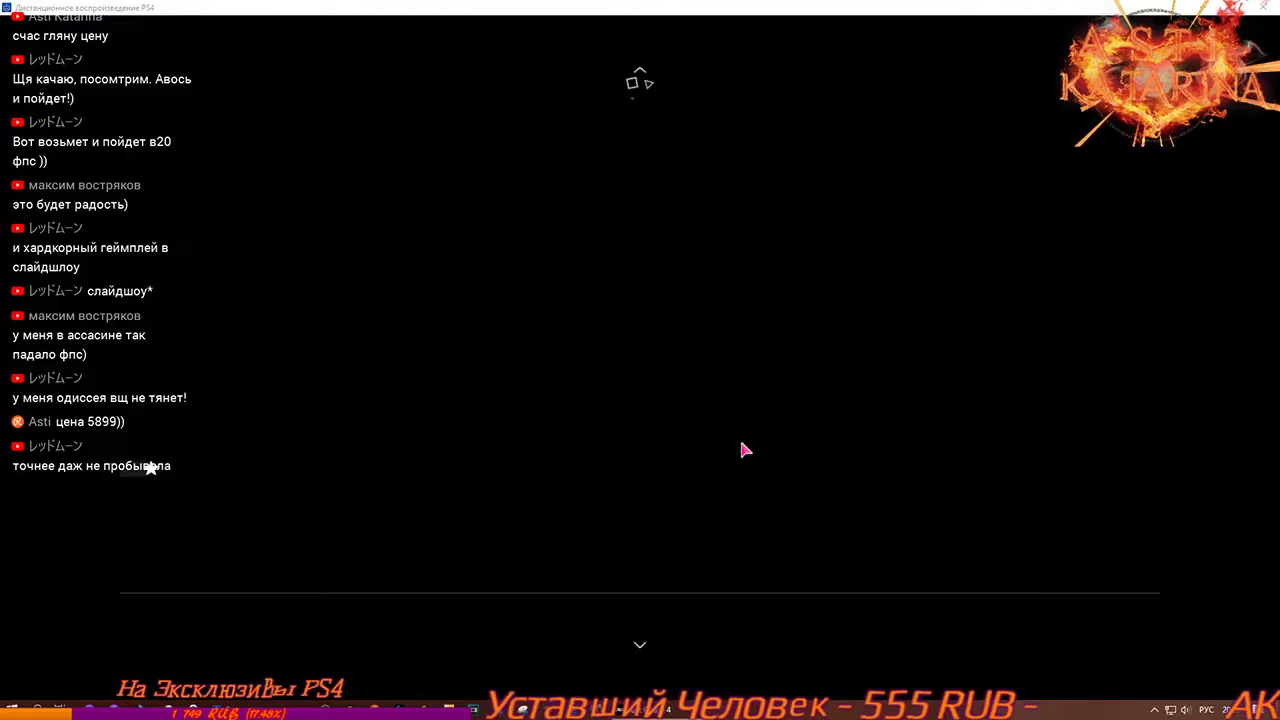 Дистанционное воспроизведение PS4
Asti Katarina
счас гляну цену
レッドムーン
Щя качаю, посомтрим. Авось
и пойдет!)
レッドムーン
Вот возьмет и пойдет в20
фпс ))
максим востряков
это будет радость)
レッドムーン
и хардкорный геймплей в
слайдшлоу
レッドムーン слайдшоу*
максим востряков
у меня в ассасине так
падало фпс)
レッドムーン
у меня одиссея вщ не тянет!
Asti цена 5899))
レッドムーン
точнее даж не пробывала
ASTI
KATARINA
На Эксклюзивы PS4
1 749 RUB (17.48%)
Уставший Человек - 555 RUB -
АК
РУС